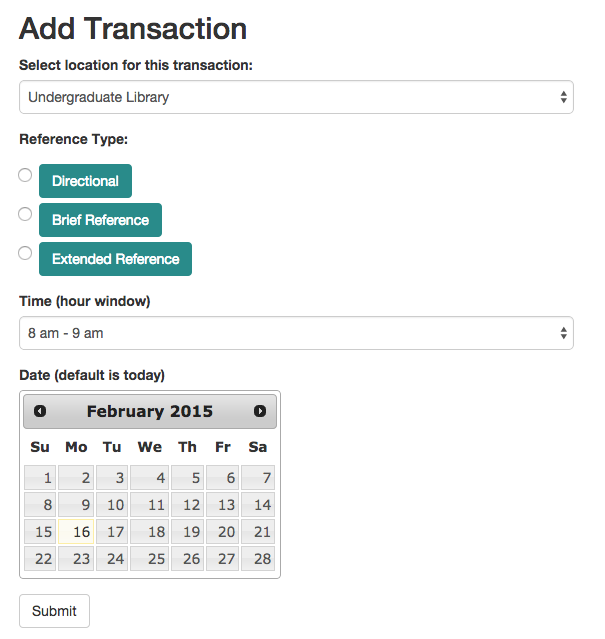 Add Transaction
Select location for this transaction:
Undergraduate Library
Reference Type:
Directional
Brief Reference
Extended Reference
Time (hour window)
8 am - 9 am
Date (default is today)
February 2015
Su Mo Tu We Th Fr Sa
1 2 3 4 5 6 7
8 9 10 11 12 13 14
15 16 17 18 19 20 21
22 23 24 25 26 27 28
Submit